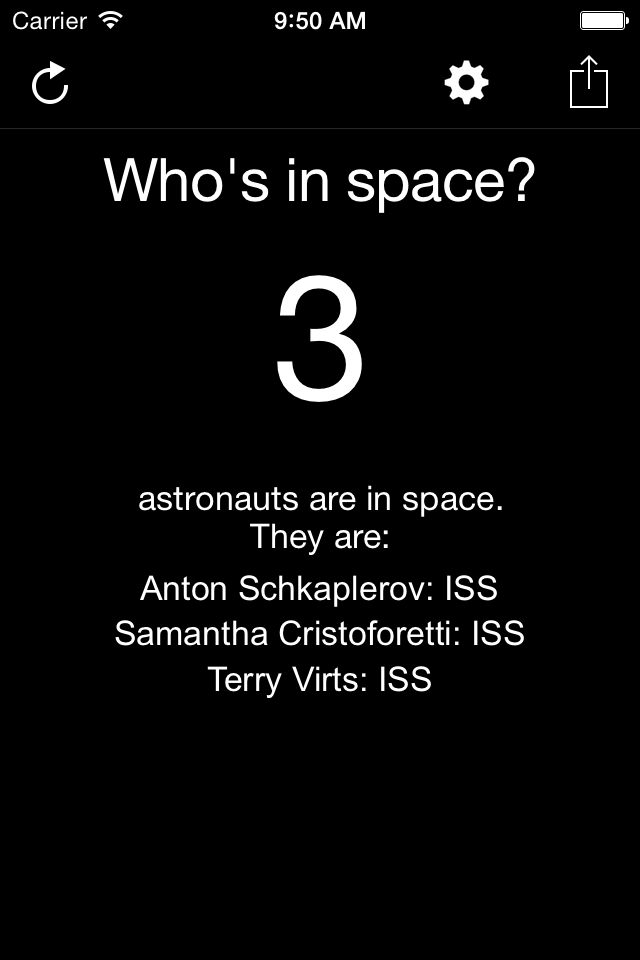 Carrier 9:50 AM
Who's in space?
3
astronauts are in space.
They are:
Anton Schkaplerov: ISS
Samantha Cristoforetti: ISS
Terry Virts: ISS